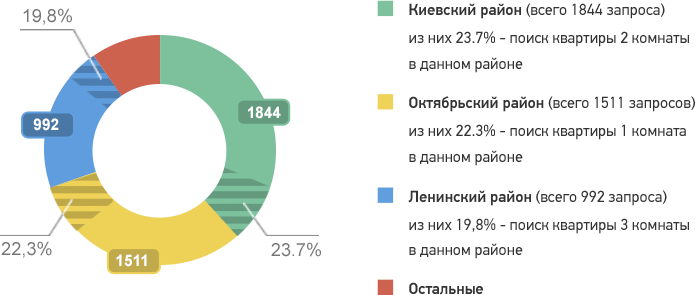 19,8%
992
1844
22,3%
1511
23.7%
Киевский район (всего 1844 запроса)
из них 23.7% - поиск квартиры 2 комнаты
в данном районе
Октябрьский район (всего 1511 запросов)
из них 22.3% - поиск квартиры 1 комната
в данном районе
Ленинский район (всего 992 запроса)
из них 19,8% - поиск квартиры 3 комнаты
в данном районе
Остальные